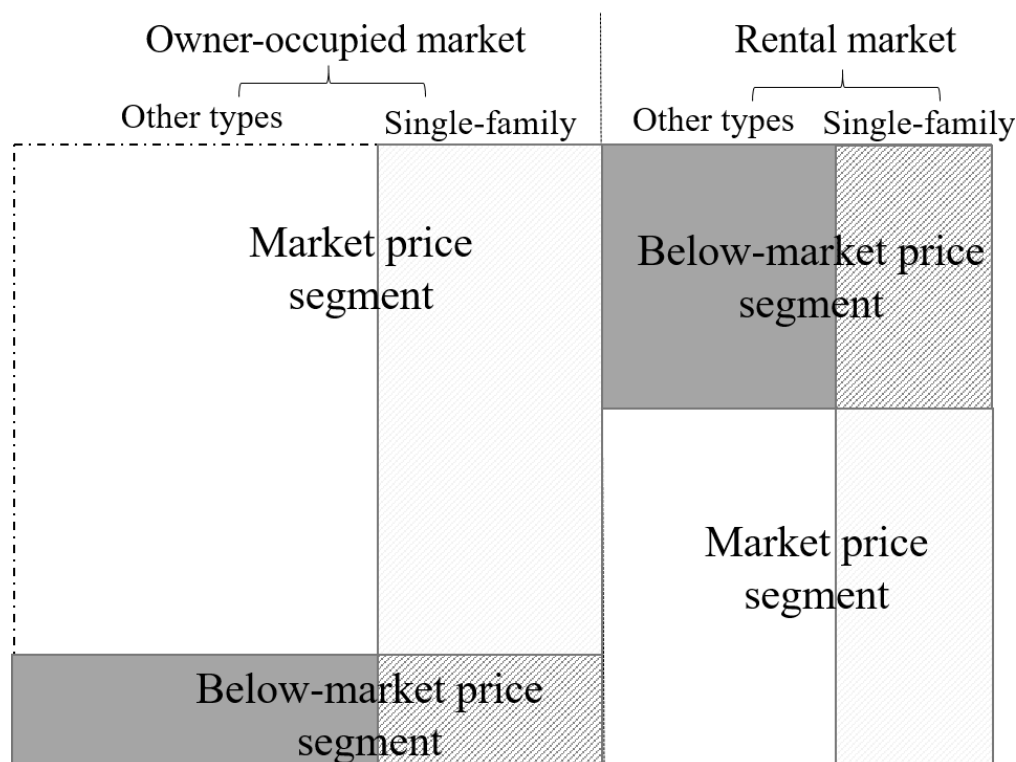 Owner-occupied market
Other types
Single-family
Market price
segment
Below-market price
segment
Rental market
Other types
Single-family
Below-market price
segment
Market price
segment